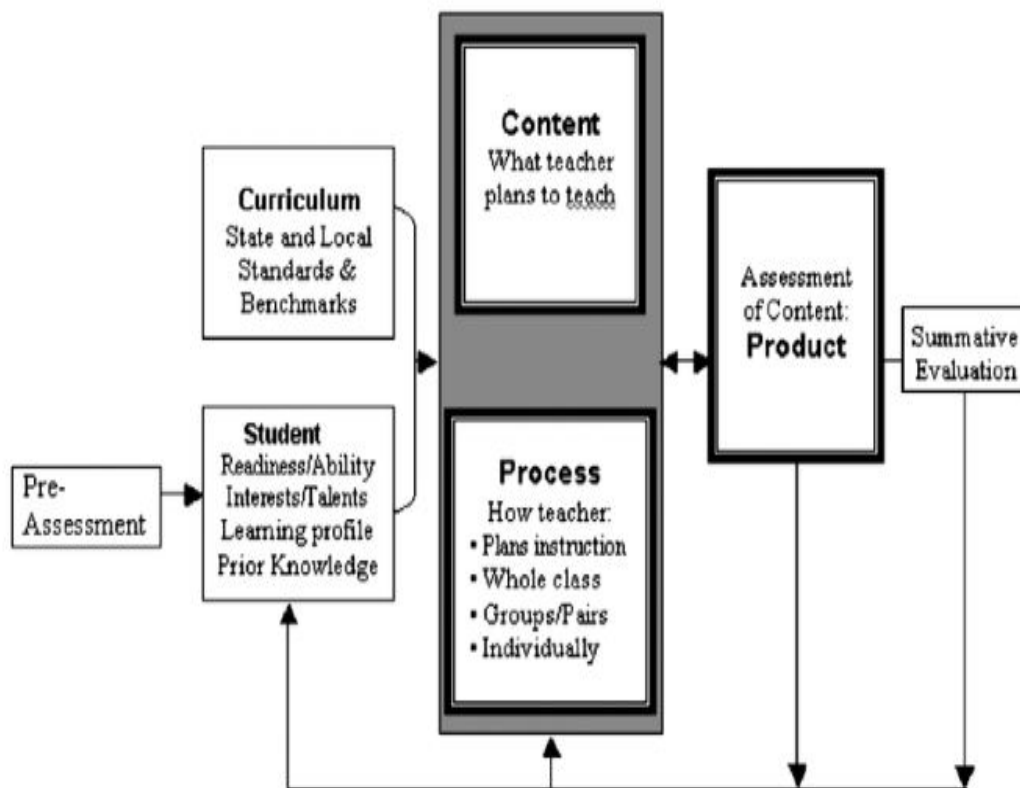 Pre-
Assessment
Curriculum
State and Local
Standards &
Benchmarks
Student
Readiness/Ability
Interests/Talents
Learning profile
Prior Knowledge
Content
What teacher
plans to teach
Process
How teacher:
▪ Plans instruction
▪ Whole class
▪ Groups/Pairs
▪ Individually
Assessment
of Content:
Product
Summative
Evaluation